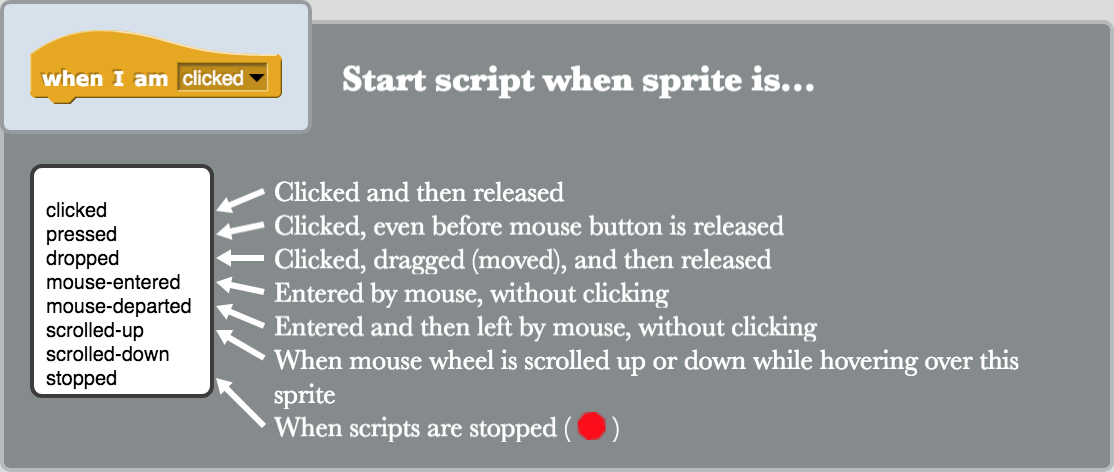 when I am clicked
Start script when sprite is...
clicked
pressed
dropped
mouse-entered
mouse-departed
scrolled-up
scrolled-down
stopped
Clicked and then released
Clicked, even before mouse button is released
Clicked, dragged (moved), and then released
Entered by mouse, without clicking
Entered and then left by mouse, without clicking
When mouse wheel is scrolled up or down while hovering over this
sprite
When scripts are stopped ( )